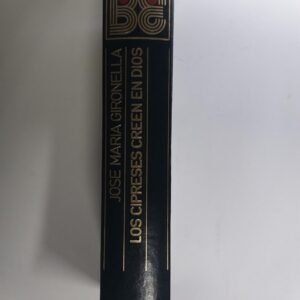 JOSE MARIA GIRONELLA
LOS CIPRESES CREEN EN DIOS